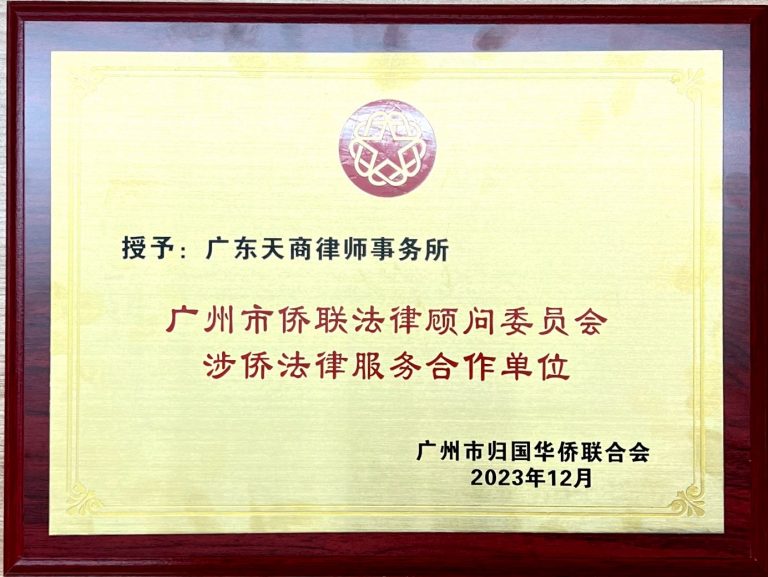 授予：广东天商律师事务所
广州市侨联法律顾问委员会
涉侨法律服务合作单位
广州市归国华侨联合会
2023年12月